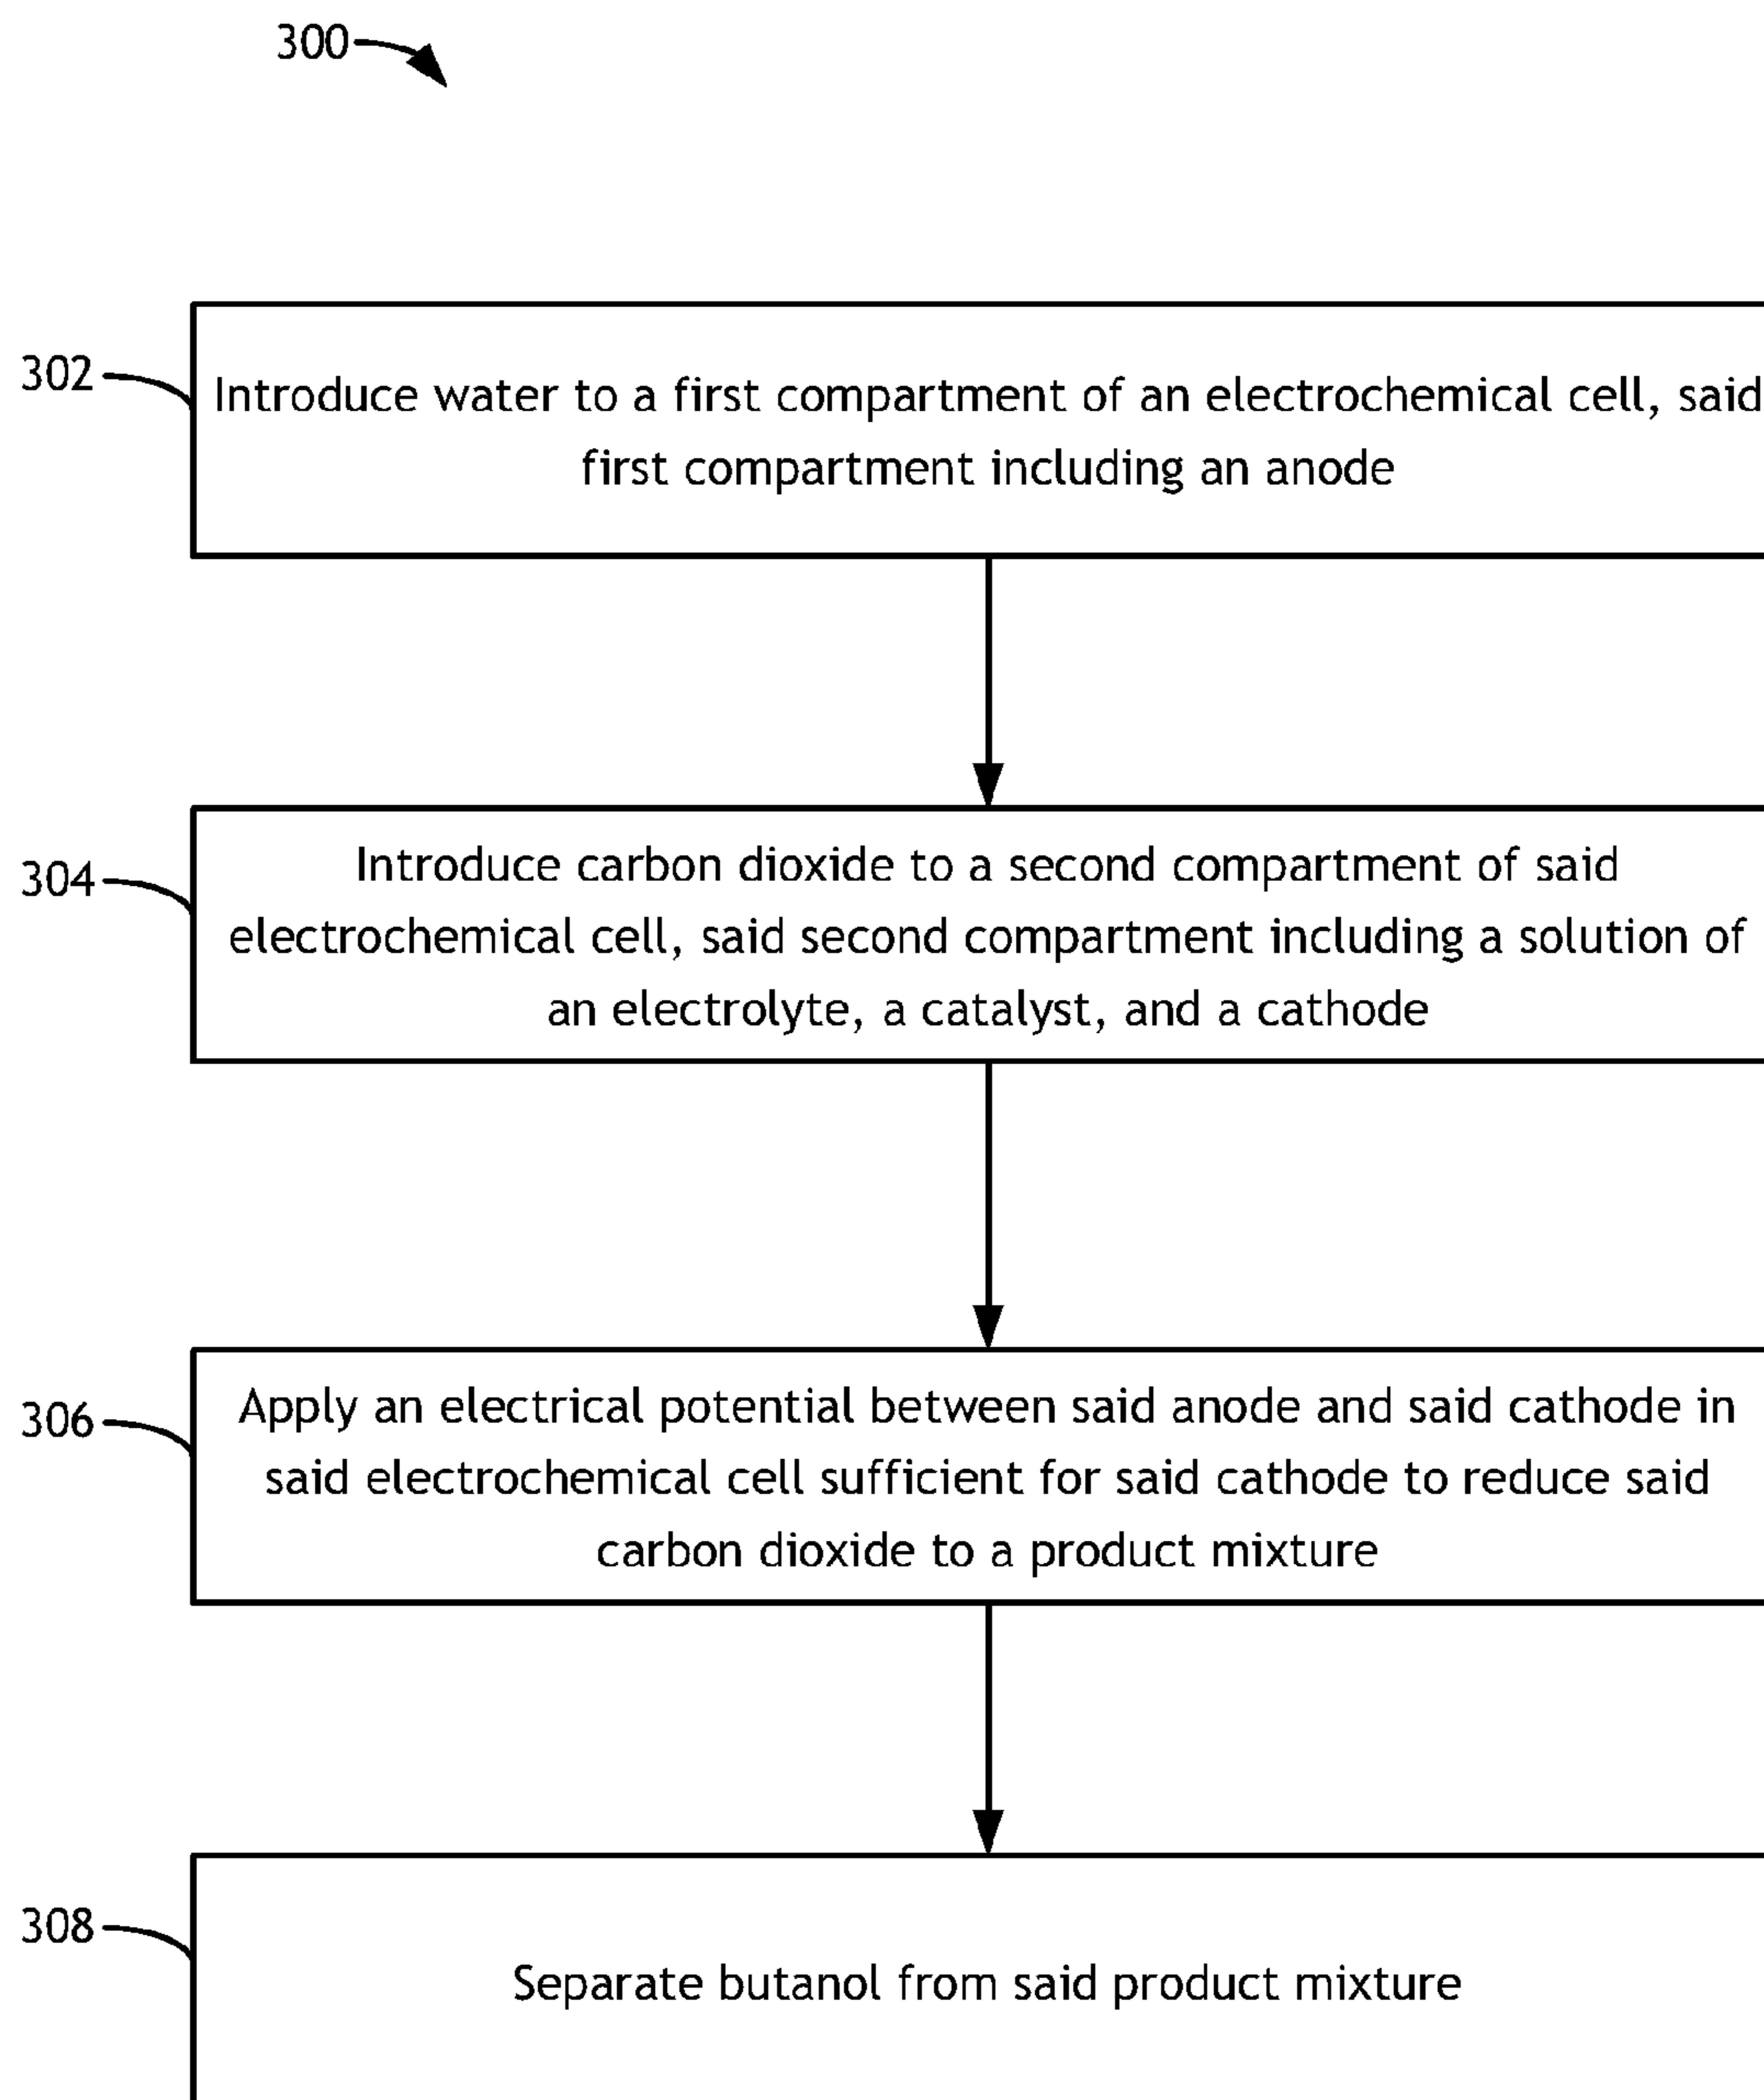 300
302
Introduce water to a first compartment of an electrochemical cell, said
first compartment including an anode
304
Introduce carbon dioxide to a second compartment of said
electrochemical cell, said second compartment including a solution of
an electrolyte, a catalyst, and a cathode
306
Apply an electrical potential between said anode and said cathode in
said electrochemical cell sufficient for said cathode to reduce said
carbon dioxide to a product mixture
308
Separate butanol from said product mixture